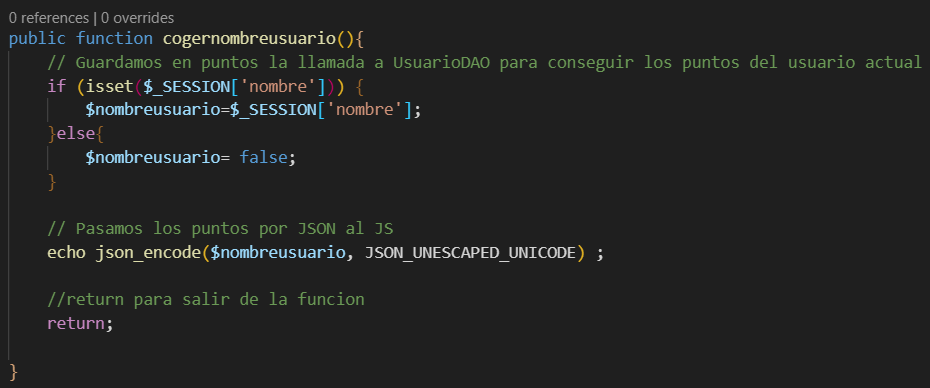 0 references | 0 overrides
public function cogernombreusuario(){
// Guardamos en puntos la llamada a UsuarioDAO para conseguir los puntos del usuario actual
if (isset($_SESSION['nombre'])) {
$nombreusuario=$_SESSION['nombre'];
}else{
$nombreusuario= false;
}
// Pasamos los puntos por JSON al JS
echo json_encode($nombreusuario, JSON_UNESCAPED_UNICODE) ;
//return para salir de la funcion
return;
}